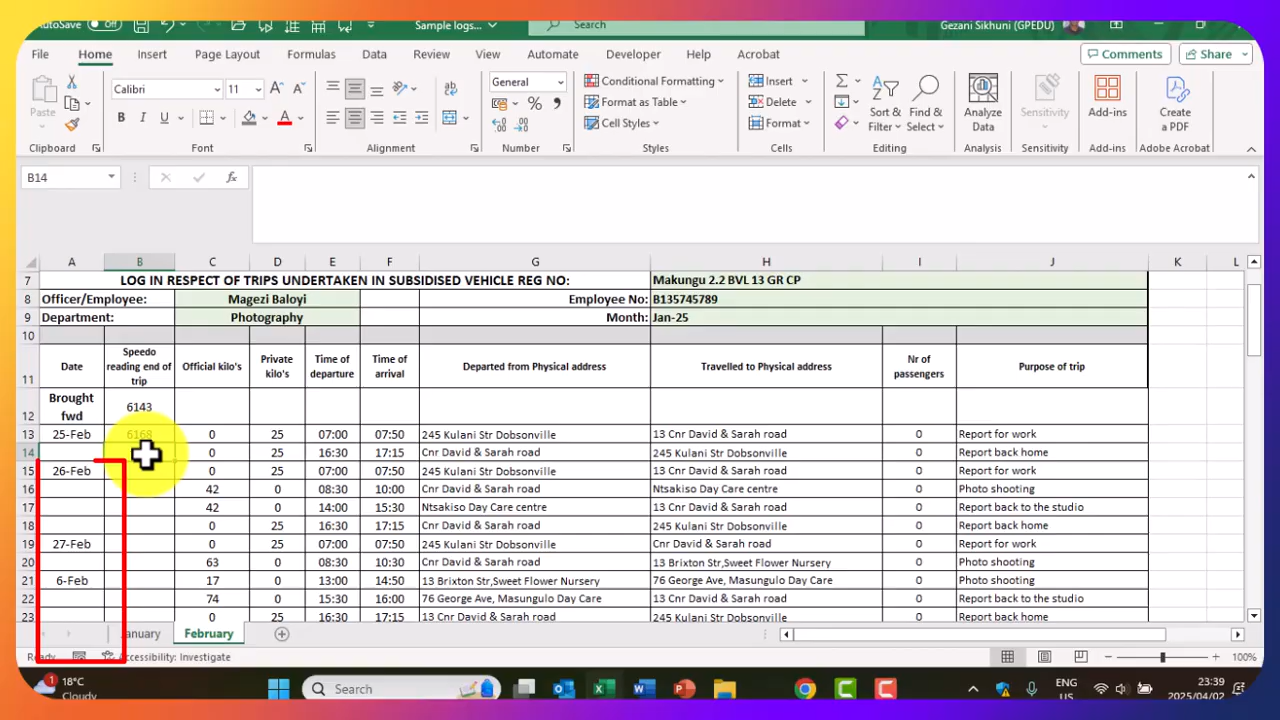 AutoSave Off Sample logs... Search Gezani Sikhuni (GPEDU)
File Home Insert Page Layout Formulas Data Review View Automate Developer Help Acrobat Comments Share
Paste Calibri 11 General Conditional Formatting Insert Sort & Filter Find & Select Analyze Data Sensitivity Add-ins Create a PDF
B I U Format as Table Delete
Cell Styles Format
Clipboard Font Alignment Number Styles Cells Editing Analysis Sensitivity Add-ins Adobe Acrobat
B14 fx
A B C D E F G H I J K L
7 LOG IN RESPECT OF TRIPS UNDERTAKEN IN SUBSIDISED VEHICLE REG NO: Makungu 2.2 BVL 13 GR CP
8 Officer/Employee: Magezi Baloyi Employee No: B135745789
9 Department: Photography Month: Jan-25
10
11 Date Speedo reading end of trip Official kilo's Private kilo's Time of departure Time of arrival Departed from Physical address Travelled to Physical address Nr of passengers Purpose of trip
12 Brought fwd 6143
13 25-Feb 6168 0 25 07:00 07:50 245 Kulani Str Dobsonville 13 Cnr David & Sarah road 0 Report for work
14 0 25 16:30 17:15 Cnr David & Sarah road 245 Kulani Str Dobsonville 0 Report back home
15 26-Feb 0 25 07:00 07:50 245 Kulani Str Dobsonville 13 Cnr David & Sarah road 0 Report for work
16 42 0 08:30 10:00 Cnr David & Sarah road Ntsakiso Day Care centre 0 Photo shooting
17 42 0 14:00 15:30 Ntsakiso Day Care centre 13 Cnr David & Sarah road 0 Report back to the studio
18 0 25 16:30 17:15 Cnr David & Sarah road 245 Kulani Str Dobsonville 0 Report back home
19 27-Feb 0 25 07:00 07:50 245 Kulani Str Dobsonville Cnr David & Sarah road 0 Report for work
20 63 0 08:30 10:30 Cnr David & Sarah road 13 Brixton Str,Sweet Flower Nursery 0 Photo shooting
21 6-Feb 17 0 13:00 14:50 13 Brixton Str,Sweet Flower Nursery 76 George Ave, Masungulo Day Care 0 Photo shooting
22 74 0 15:30 16:00 76 George Ave, Masungulo Day Care 13 Cnr David & Sarah road 0 Report back to the studio
23 0 25 16:30 17:15 Cnr David & Sarah road 245 Kulani Str Dobsonville 0 Report back home
January February
Ready Accessibility: Investigate 100%
1 18°C Cloudy Search ENG US 23:39 2025/04/02